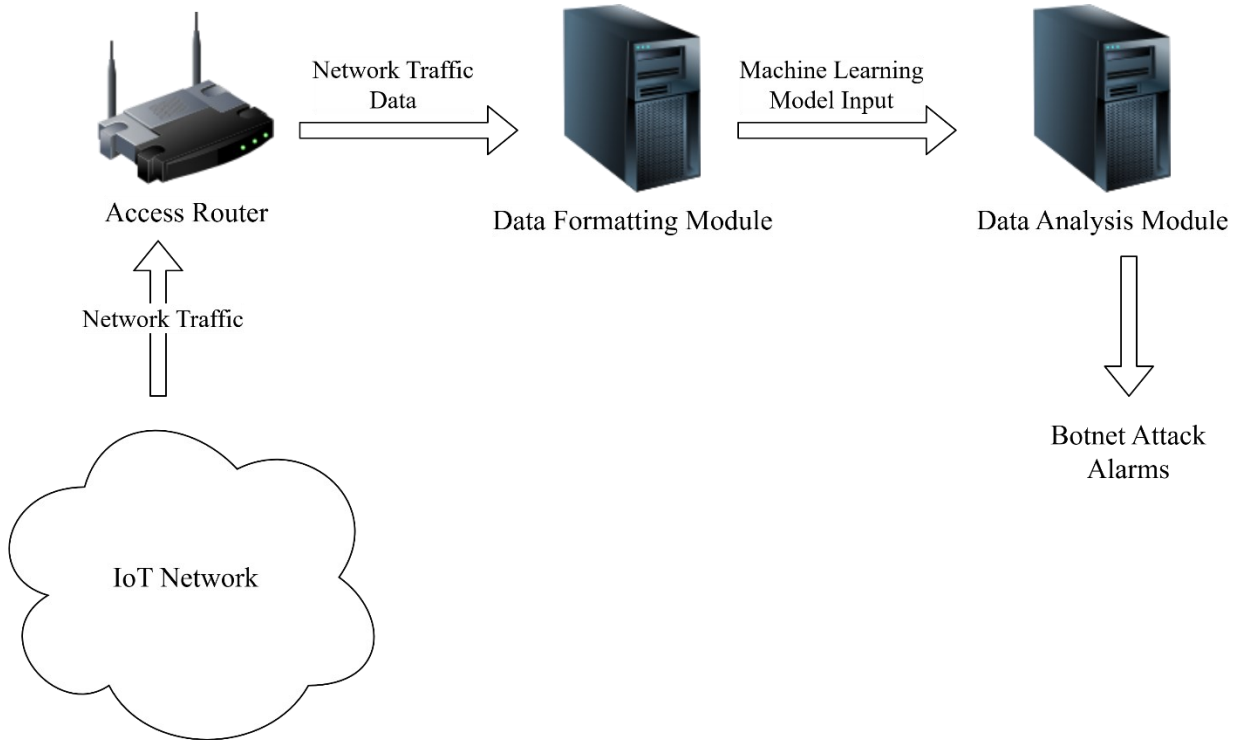 Network Traffic
Data
Machine Learning
Model Input
Access Router
Data Formatting Module
Data Analysis Module
Network Traffic
Botnet Attack
Alarms
IoT Network